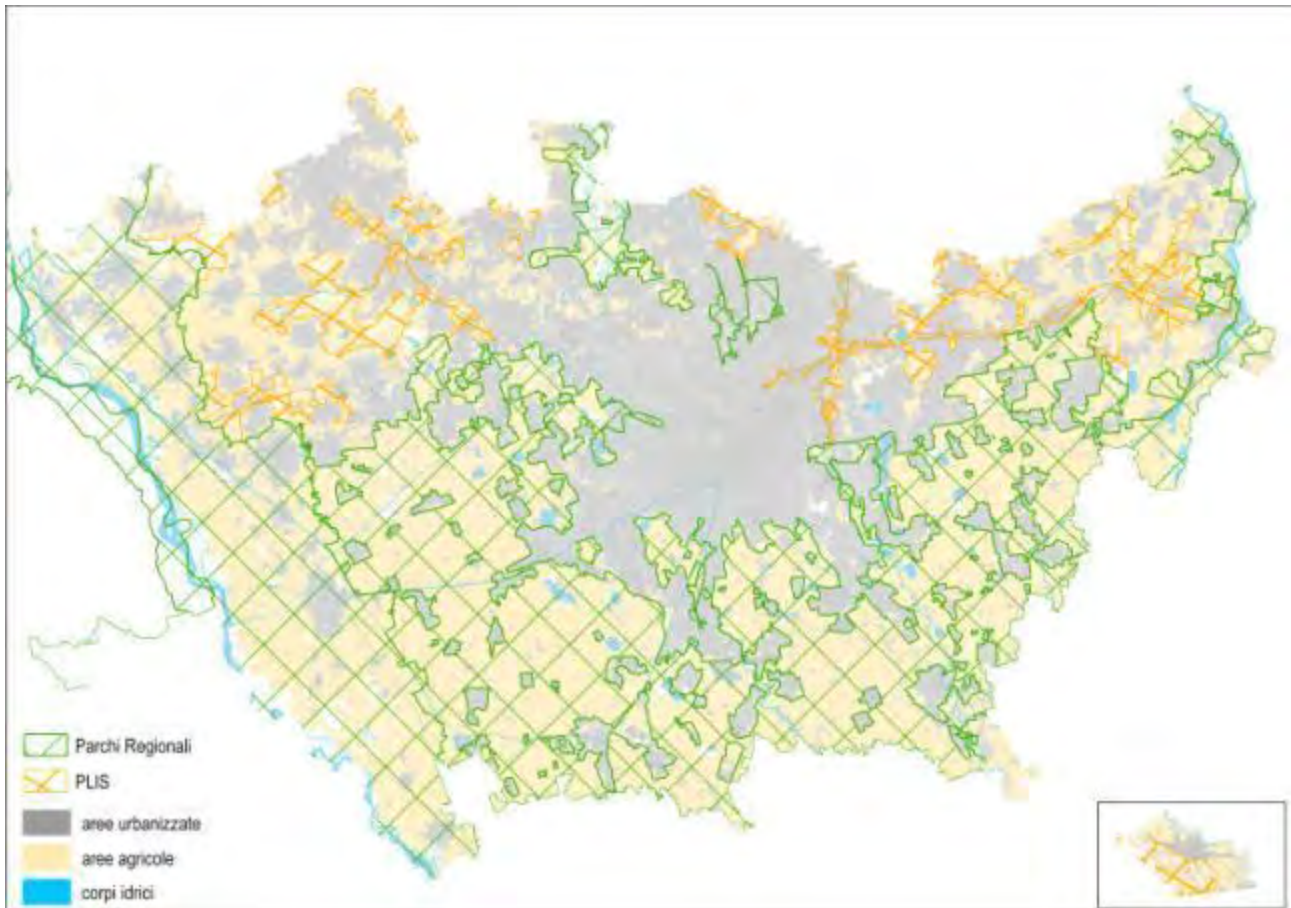 Parchi Regionali
PLIS
aree urbanizzate
aree agricole
corpi idrici